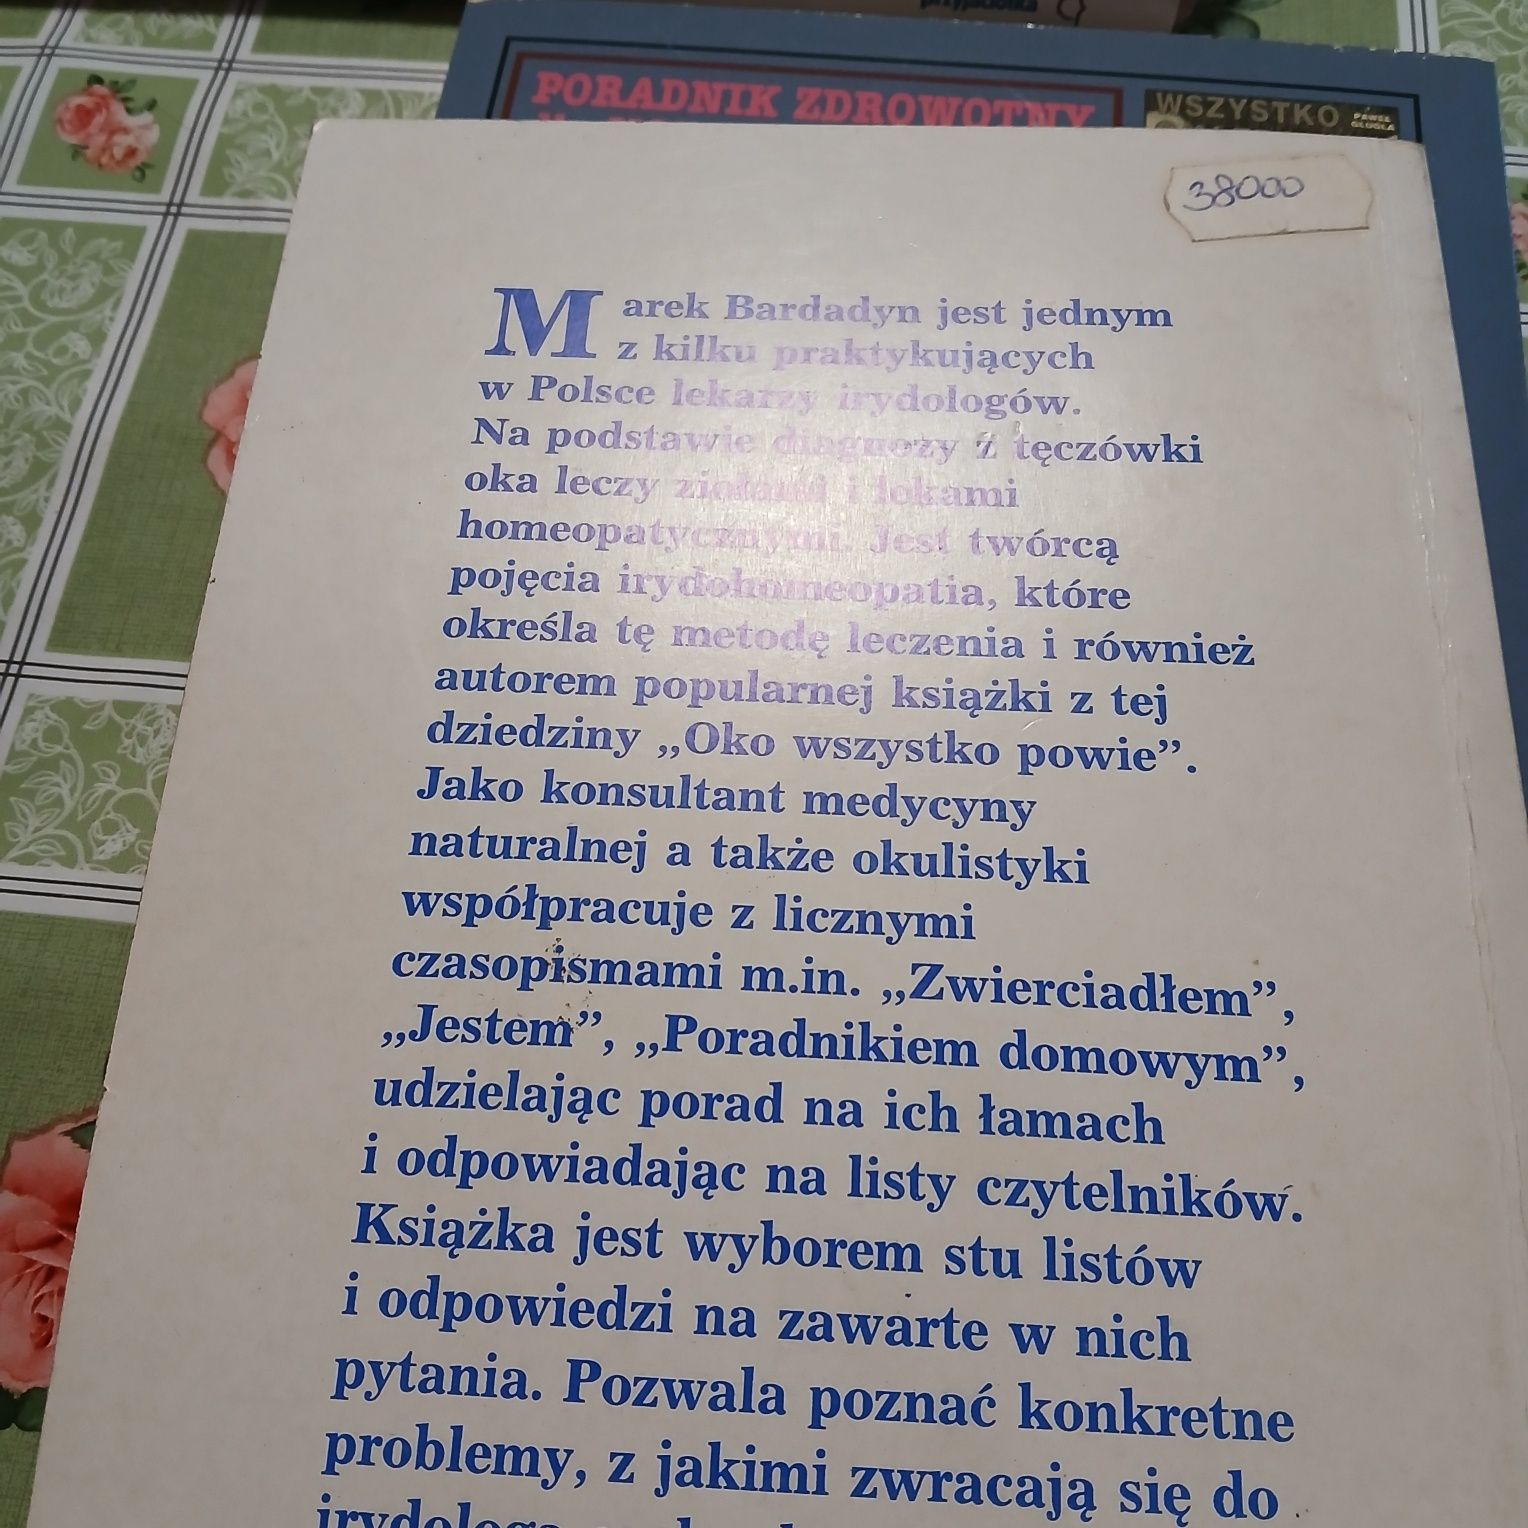 przyjaciółka
PORADNIK ZDROWOTNY
WSZYSTKO
PAWEŁ
GLUGLA
38000
Marek Bardadyn jest jednym
z kilku praktykujących
w Polsce lekarzy irydologów.
Na podstawie diagnozy z tęczówki
oka leczy ziołami i lekami
homeopatycznymi. Jest twórcą
pojęcia irydohomeopatia, które
określa tę metodę leczenia i również
autorem popularnej książki z tej
dziedziny „Oko wszystko powie”.
Jako konsultant medycyny
naturalnej a także okulistyki
współpracuje z licznymi
czasopismami m.in. „Zwierciadłem”,
„Jestem”, „Poradnikiem domowym”,
udzielając porad na ich łamach
i odpowiadając na listy czytelników.
Książka jest wyborem stu listów
i odpowiedzi na zawarte w nich
pytania. Pozwala poznać konkretne
problemy, z jakimi zwracają się do